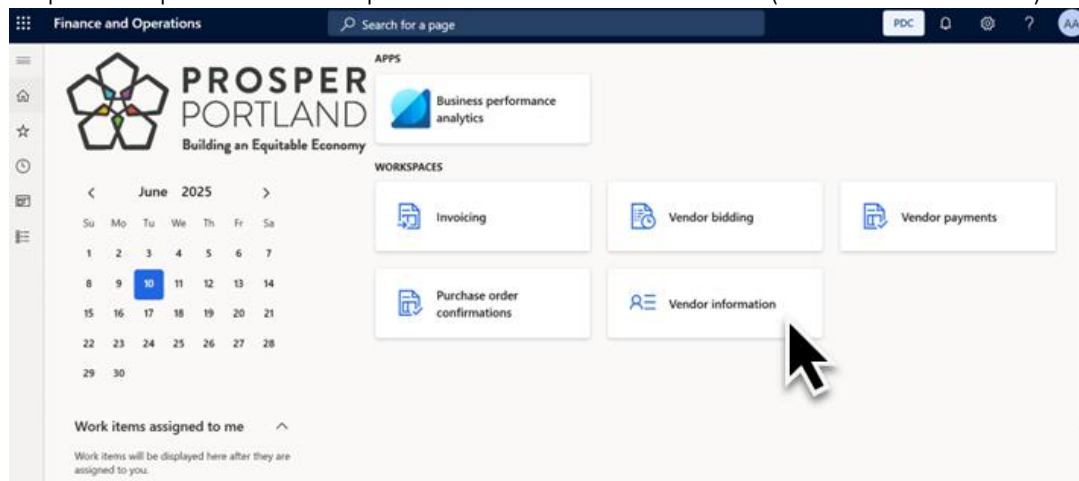 Finance and Operations
Search for a page
PDC
?
AA
PROSPER
PORTLAND
Building an Equitable Economy
APPS
Business performance
analytics
WORKSPACES
Invoicing
Vendor bidding
Vendor payments
Purchase order
confirmations
Vendor information
June 2025
Su Mo Tu We Th Fr Sa
1 2 3 4 5 6 7
8 9 10 11 12 13 14
15 16 17 18 19 20 21
22 23 24 25 26 27 28
29 30
Work items assigned to me
Work items will be displayed here after they are
assigned to you.